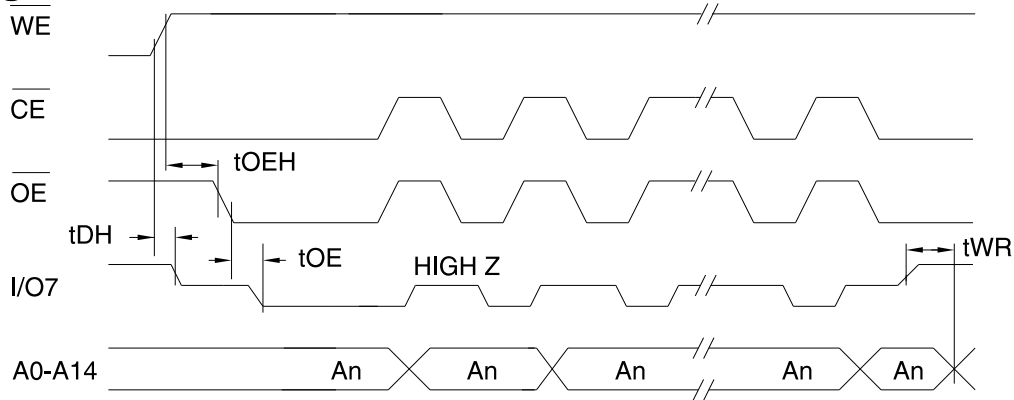 WE
CE
tOEH
OE
tDH
tOE
HIGH Z
tWR
I/O7
A0-A14 An An An An An